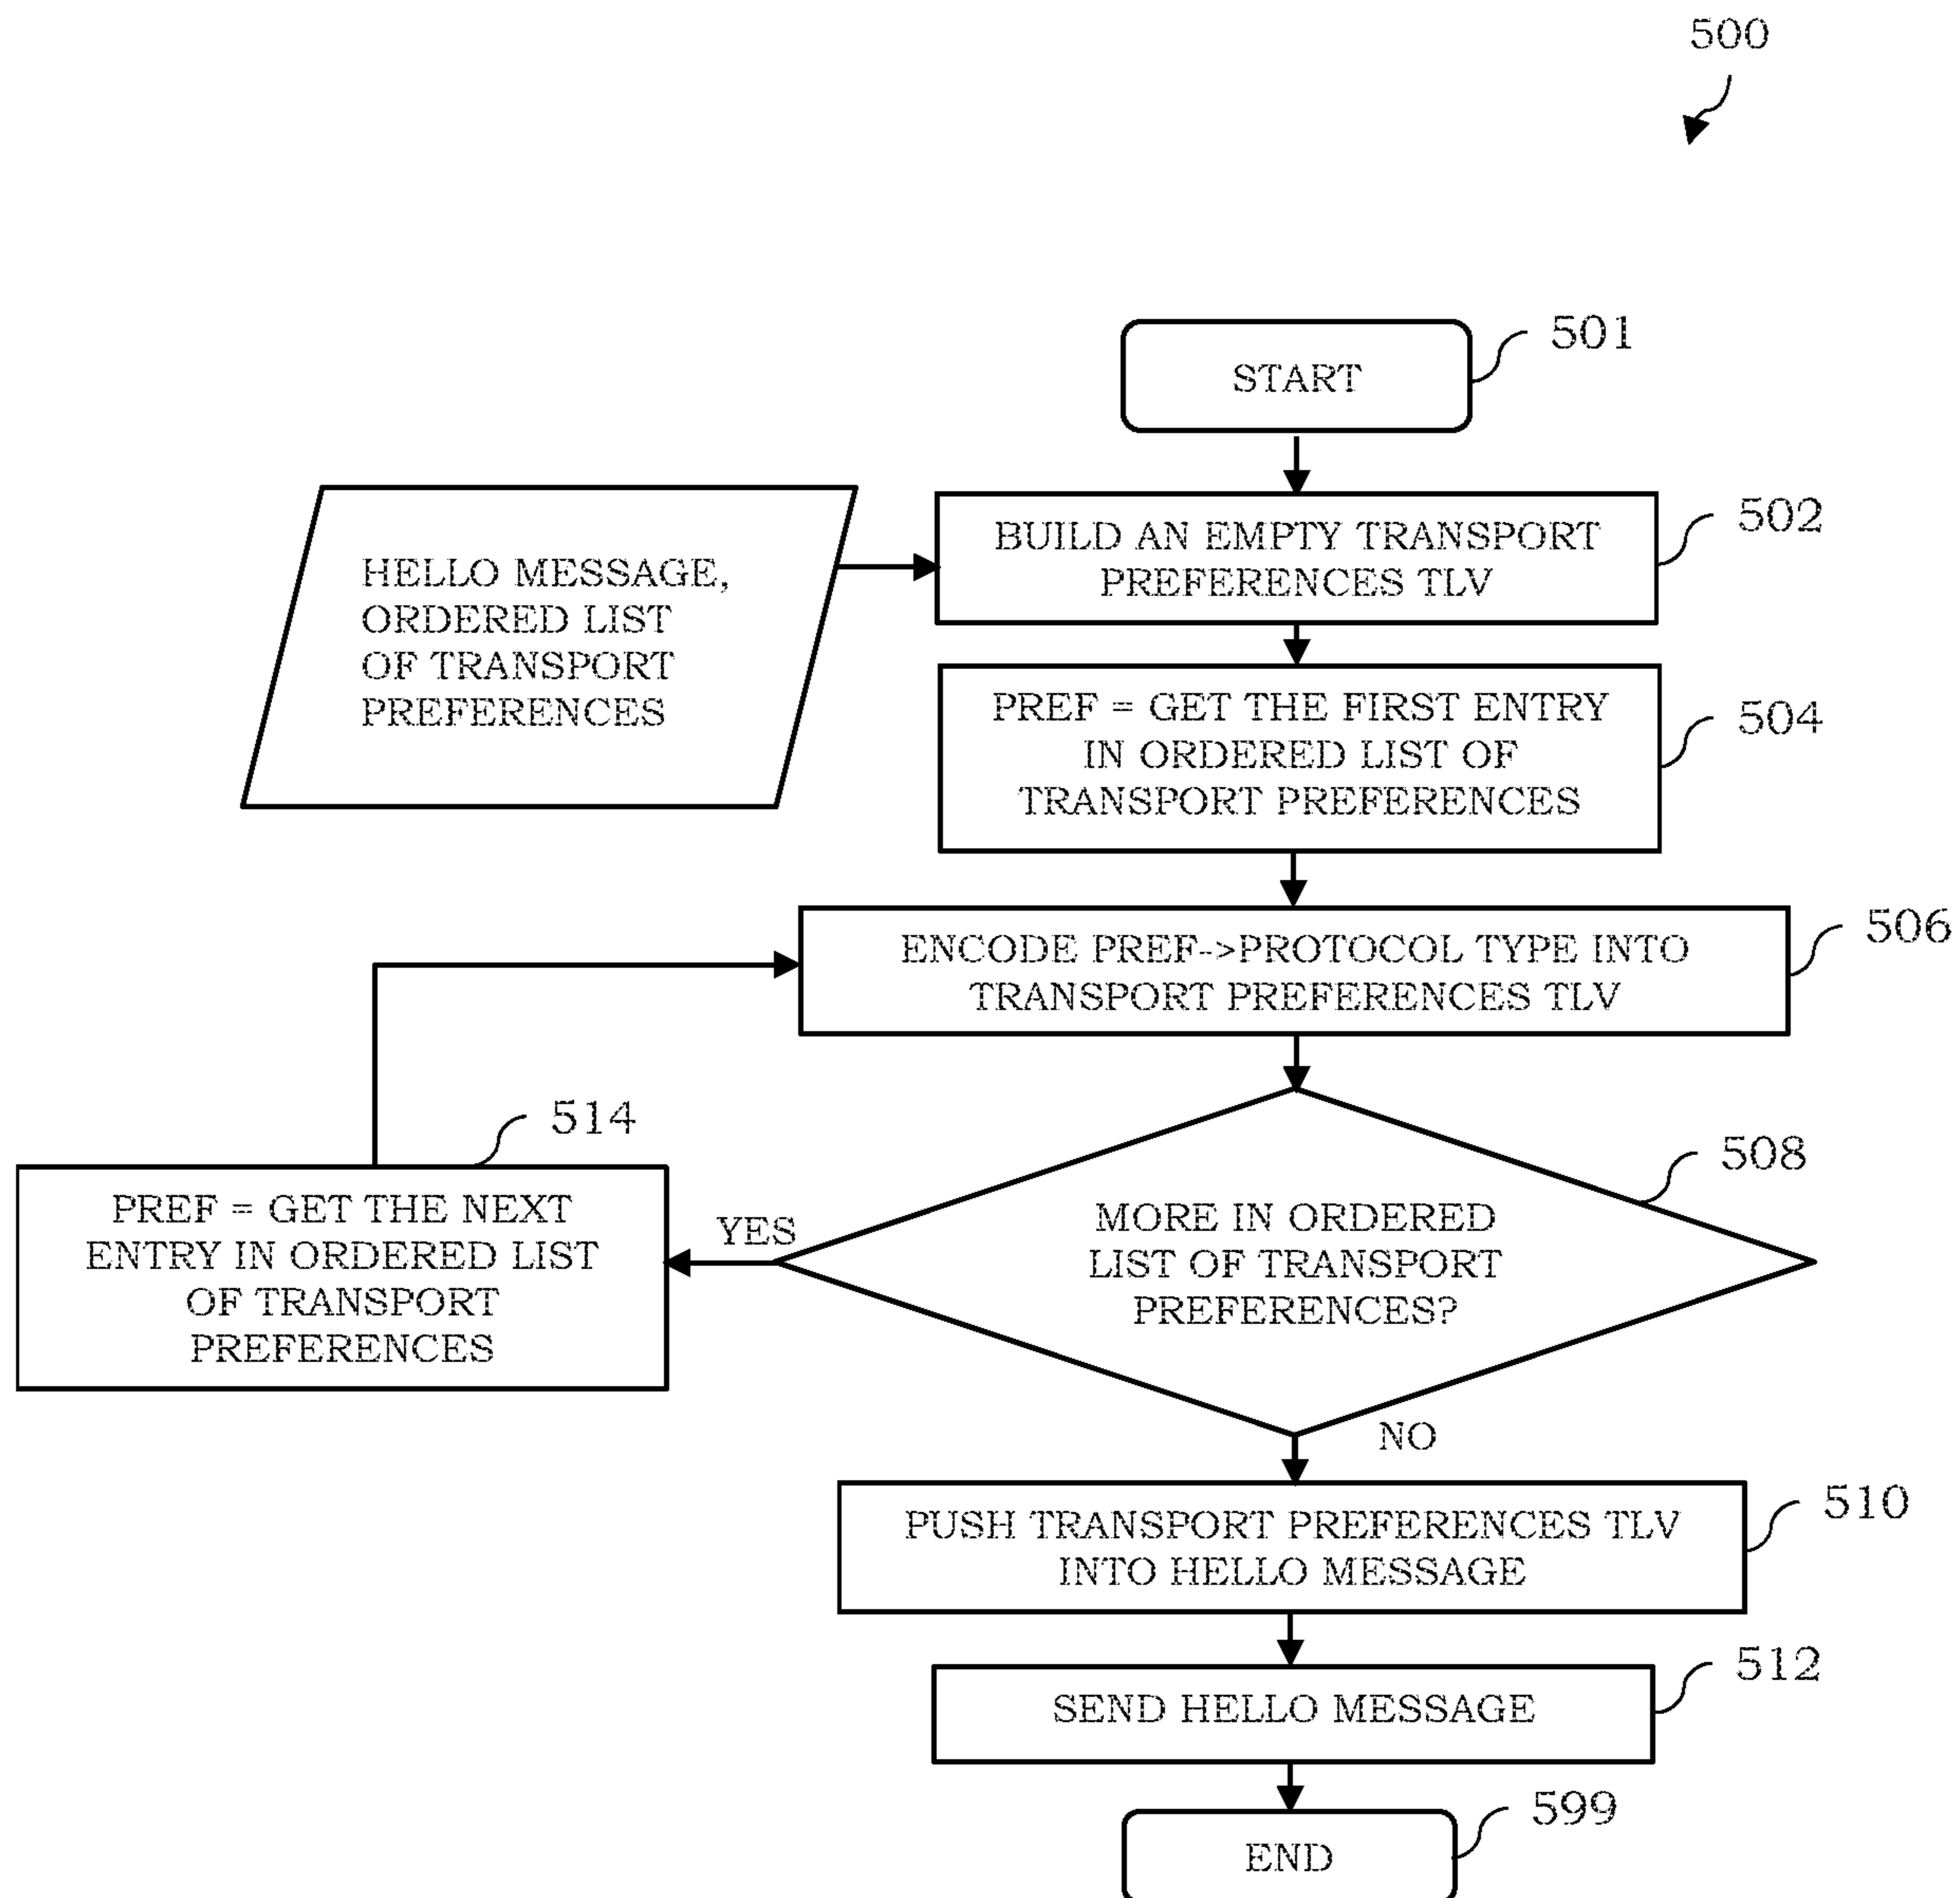 500
START
501
HELLO MESSAGE,
ORDERED LIST
OF TRANSPORT
PREFERENCES
BUILD AN EMPTY TRANSPORT
PREFERENCES TLV
502
PREF = GET THE FIRST ENTRY
IN ORDERED LIST OF
TRANSPORT PREFERENCES
504
ENCODE PREF->PROTOCOL TYPE INTO
TRANSPORT PREFERENCES TLV
506
514
PREF = GET THE NEXT
ENTRY IN ORDERED LIST
OF TRANSPORT
PREFERENCES
YES
MORE IN ORDERED
LIST OF TRANSPORT
PREFERENCES?
508
NO
PUSH TRANSPORT PREFERENCES TLV
INTO HELLO MESSAGE
510
SEND HELLO MESSAGE
512
END
599